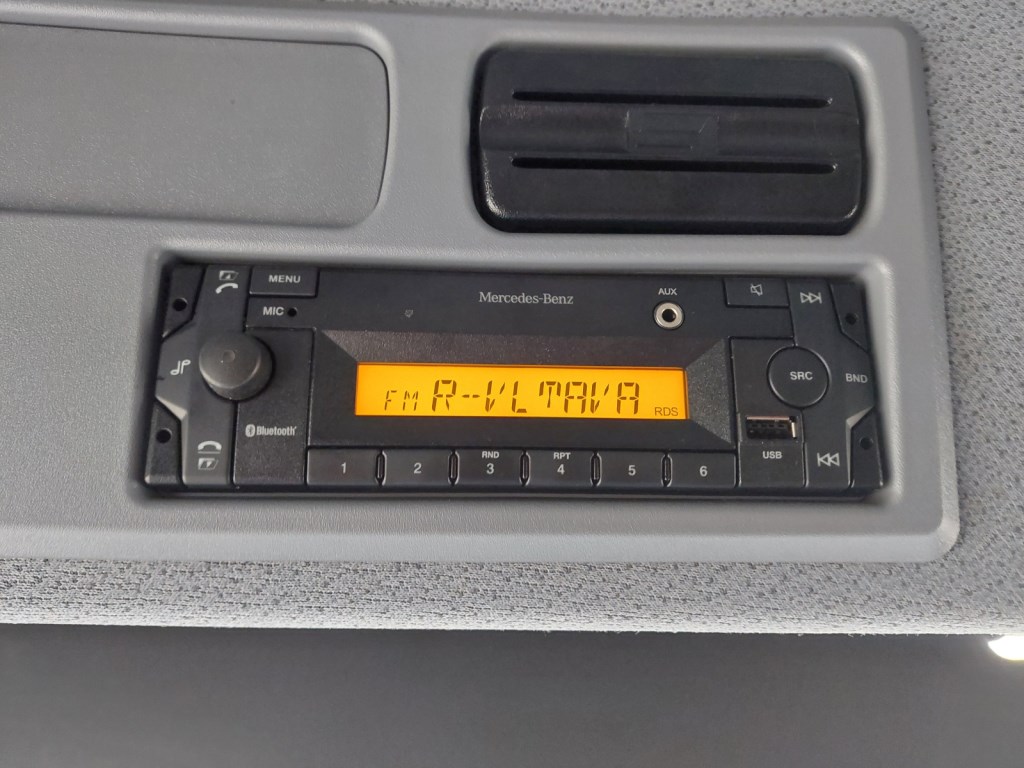 MENU
Mercedes-Benz
AUX
MIC
SRC
BND
FM R-VLTAVA RDS
Bluetooth
USB
1
2
RND
3
RPT
4
5
6